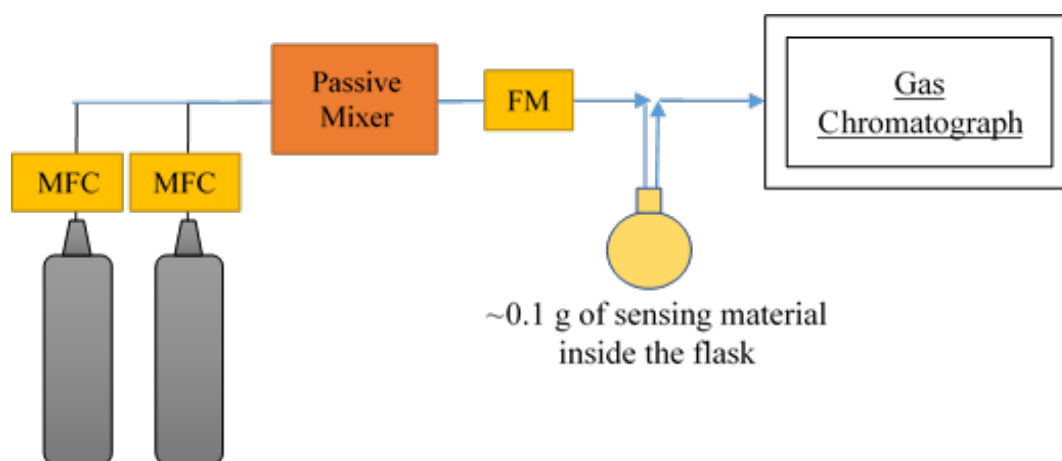 Passive
Mixer
FM
Gas
Chromatograph
MFC
MFC
~0.1 g of sensing material
inside the flask